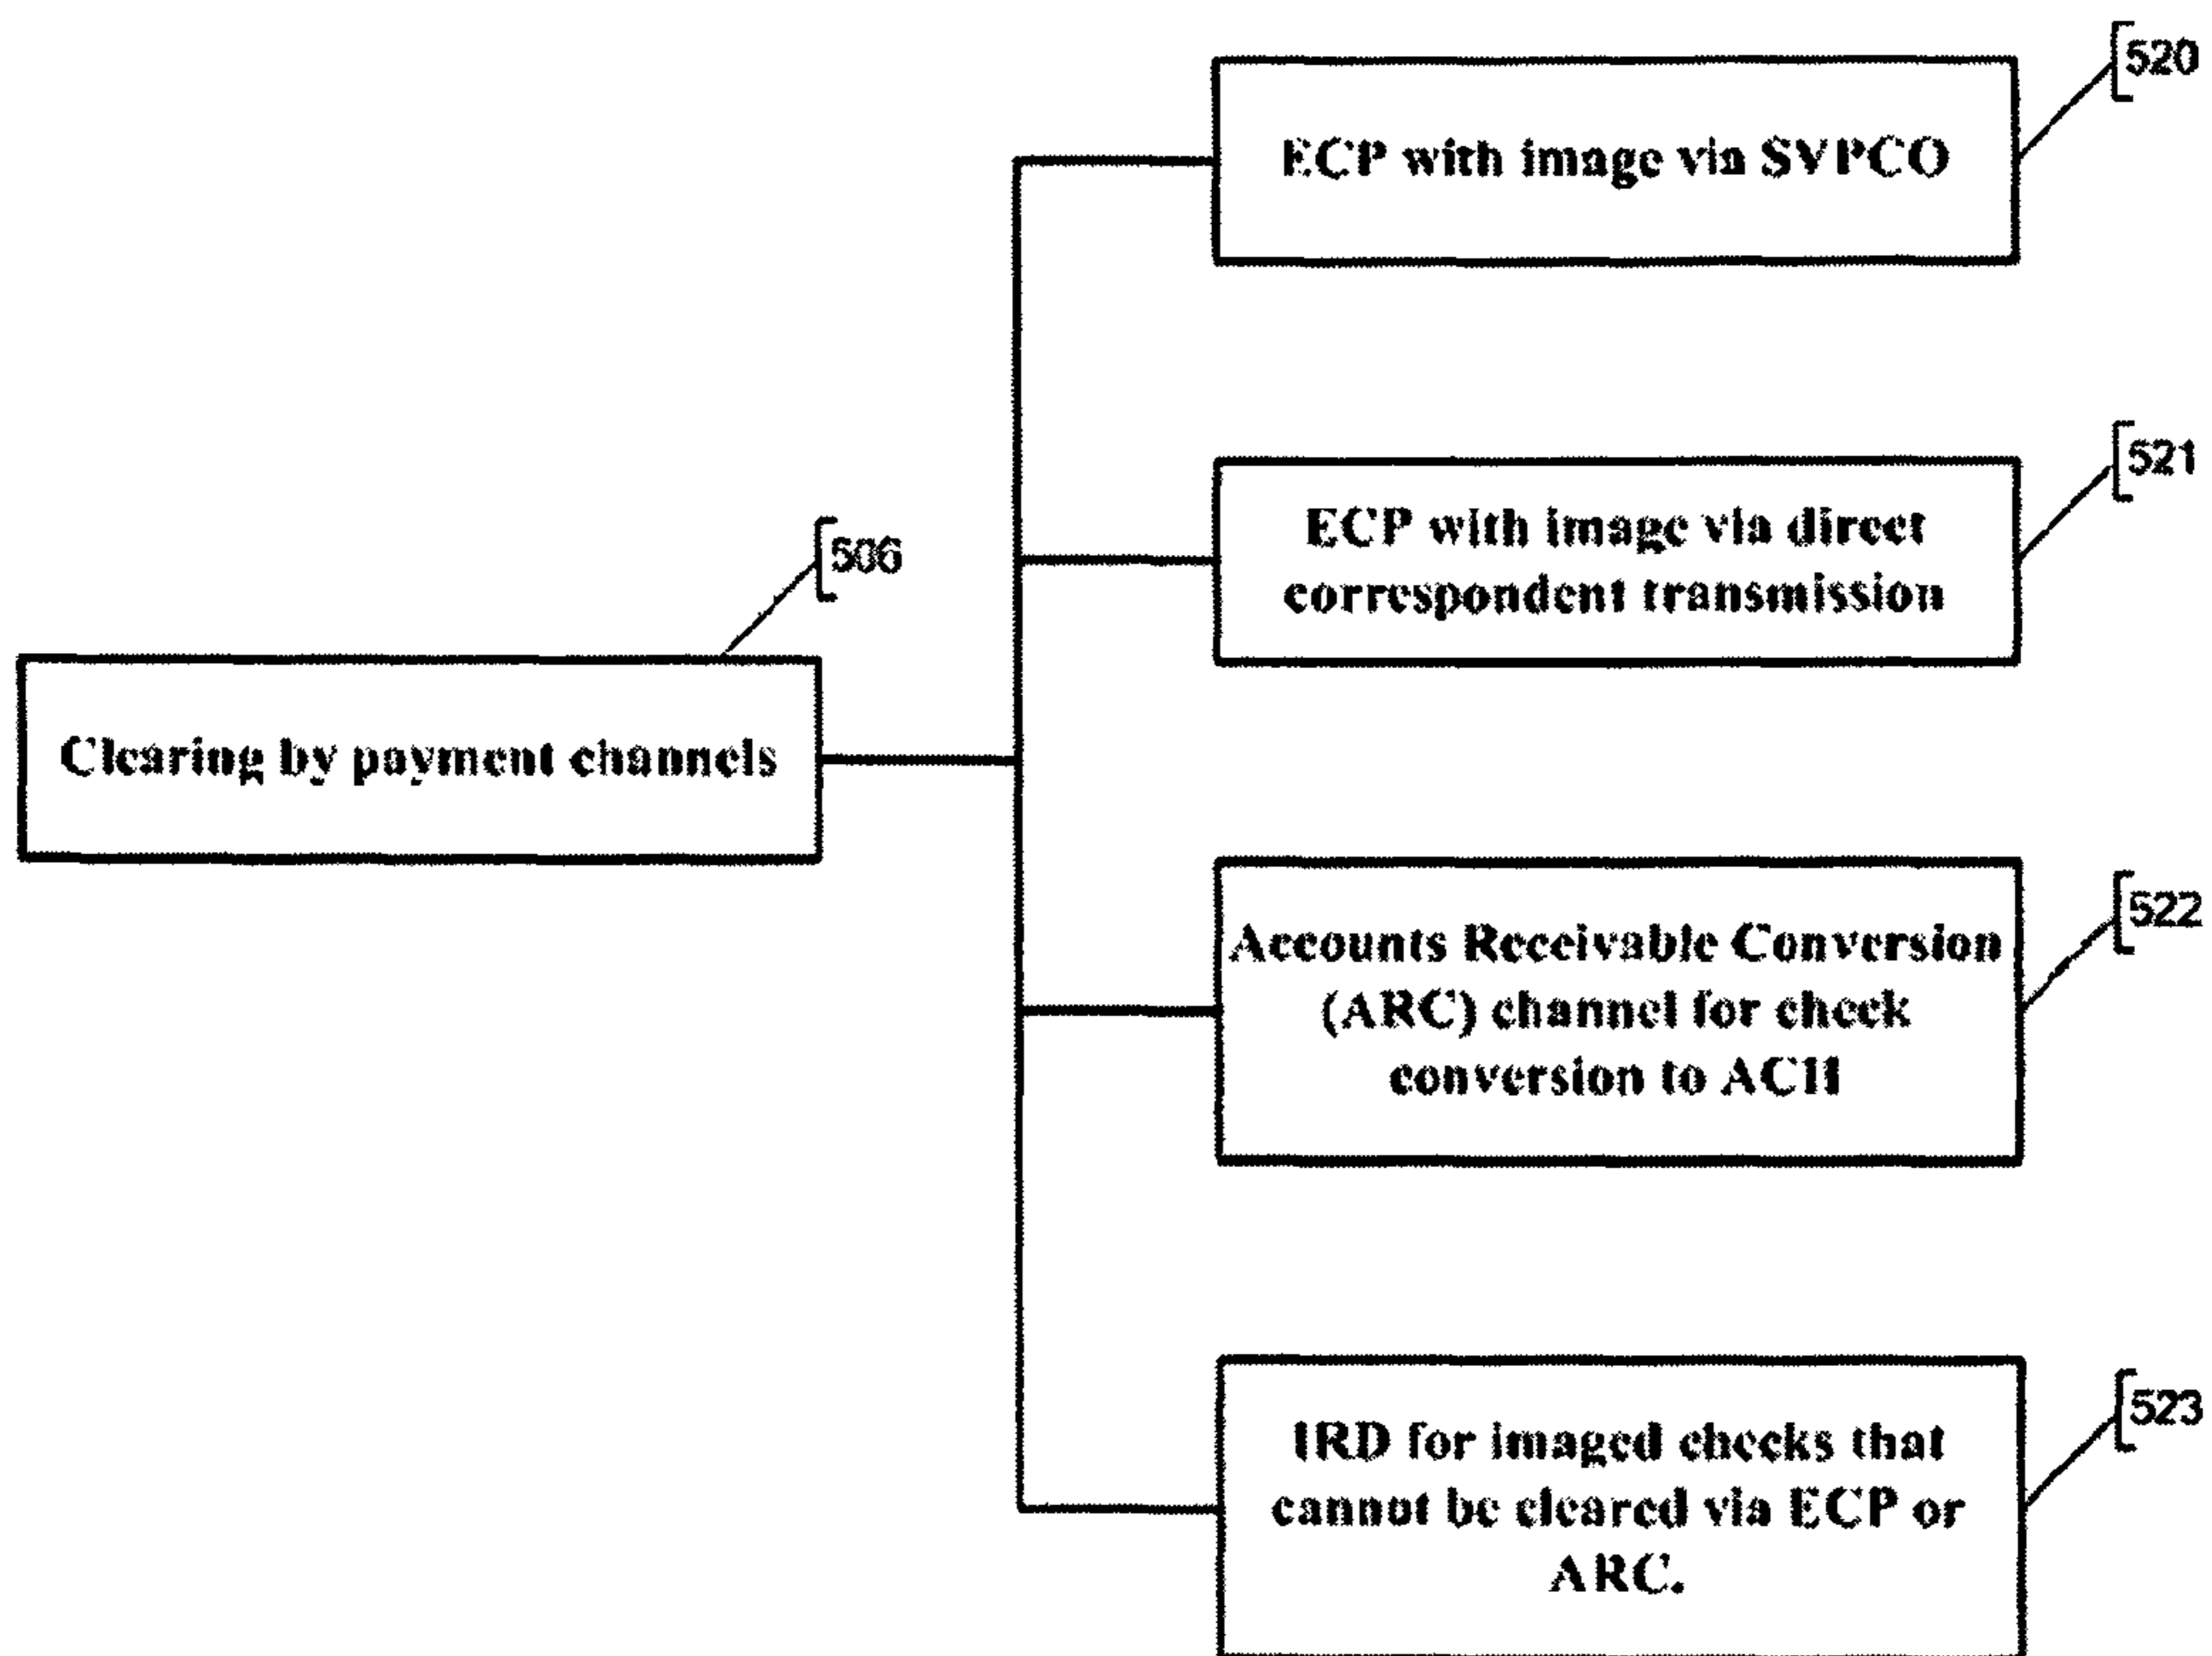 520
ECP with image via SVPCO
521
ECP with image via direct
correspondent transmission
506
Clearing by payment channels
522
Accounts Receivable Conversion
(ARC) channel for check
conversion to ACH
523
IRD for imaged checks that
cannot be cleared via ECP or
ARC.